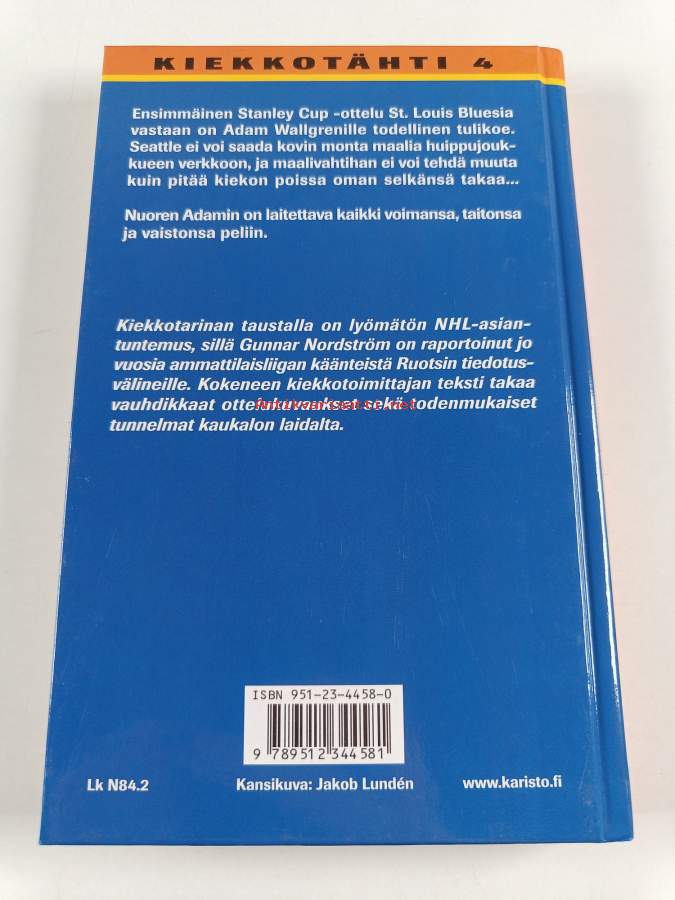 KIEKKOTÄHTI 4
Ensimmäinen Stanley Cup -ottelu St. Louis Bluesia
vastaan on Adam Wallgrenille todellinen tulikoe.
Seattle ei voi saada kovin monta maalia huippujouk-
kueen verkkoon, ja maalivahtihan ei voi tehdä muuta
kuin pitää kiekon poissa oman selkänsä takaa...
Nuoren Adamin on laitettava kaikki voimansa, taitonsa
ja vaistonsa peliin.
Kiekkotarinan taustalla on lyömätön NHL-asian-
tuntemus, sillä Gunnar Nordström on raportoinut jo
vuosia ammattilaisliigan käänteistä Ruotsin tiedotus-
välineille. Kokeneen kiekkotoimittajan teksti takaa
vauhdikkaat sekä todenmukaiset
Antikvariaatti.net
tunnelmat kaukalon laidalta.
ISBN 951-23-4458-0
9 789512 344581
Lk N84.2
Kansikuva: Jakob Lundén
www.karisto.fi